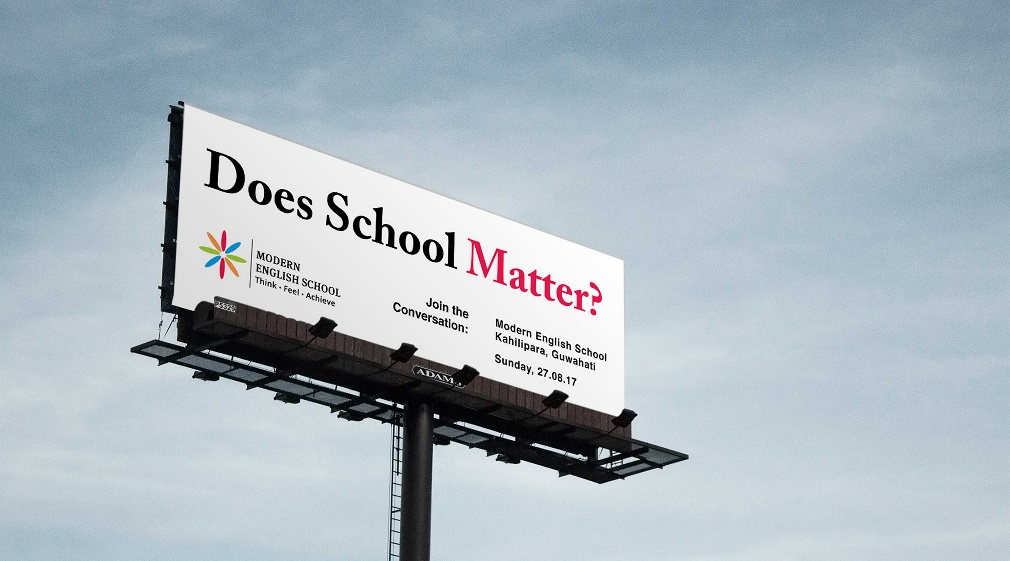 Does School Matter?
MODERN
ENGLISH SCHOOL
Think · Feel · Achieve
Join the
Conversation:
Modern English School
Kahilipara, Guwahati
Sunday, 27.08.17
ADAMS